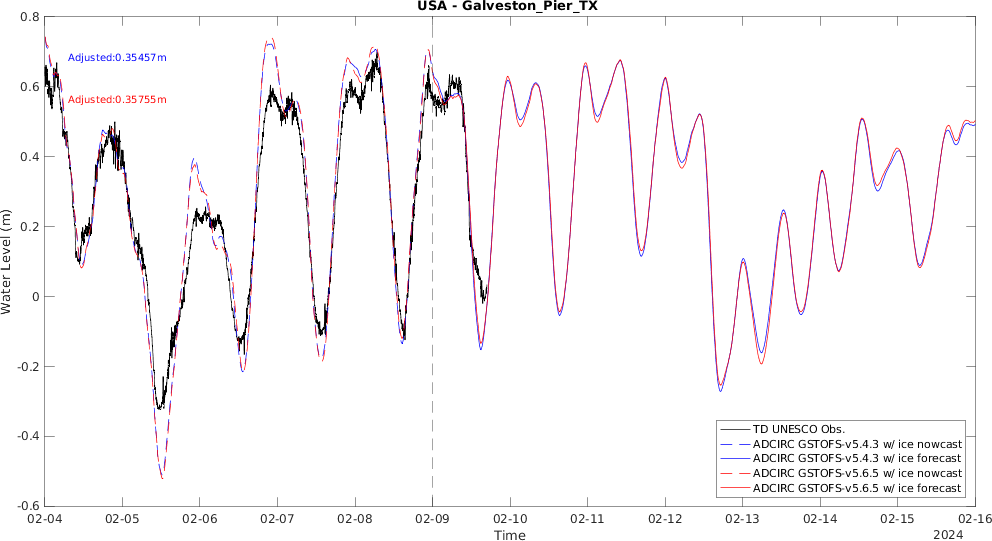 USA - Galveston_Pier_TX
0.8
0.6
0.4
0.2
0
-0.2
-0.4
-0.6
Water Level (m)
Adjusted:0.35457m
Adjusted:0.35755m
TD UNESCO Obs.
ADCIRC GSTOFS-v5.4.3 w/ ice nowcast
ADCIRC GSTOFS-v5.4.3 w/ ice forecast
ADCIRC GSTOFS-v5.6.5 w/ ice nowcast
ADCIRC GSTOFS-v5.6.5 w/ ice forecast
02-04 02-05 02-06 02-07 02-08 02-09 02-10 02-11 02-12 02-13 02-14 02-15 02-16
Time
2024